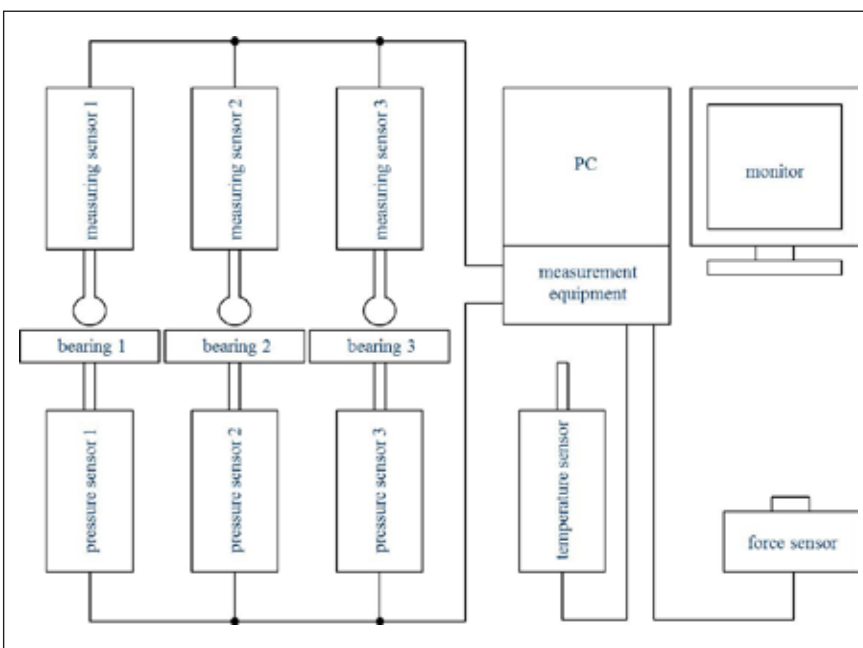 measuring sensor 1
measuring sensor 2
measuring sensor 3
PC
monitor
measurement
equipment
bearing 1
bearing 2
bearing 3
pressure sensor 1
pressure sensor 2
pressure sensor 3
temperature sensor
force sensor